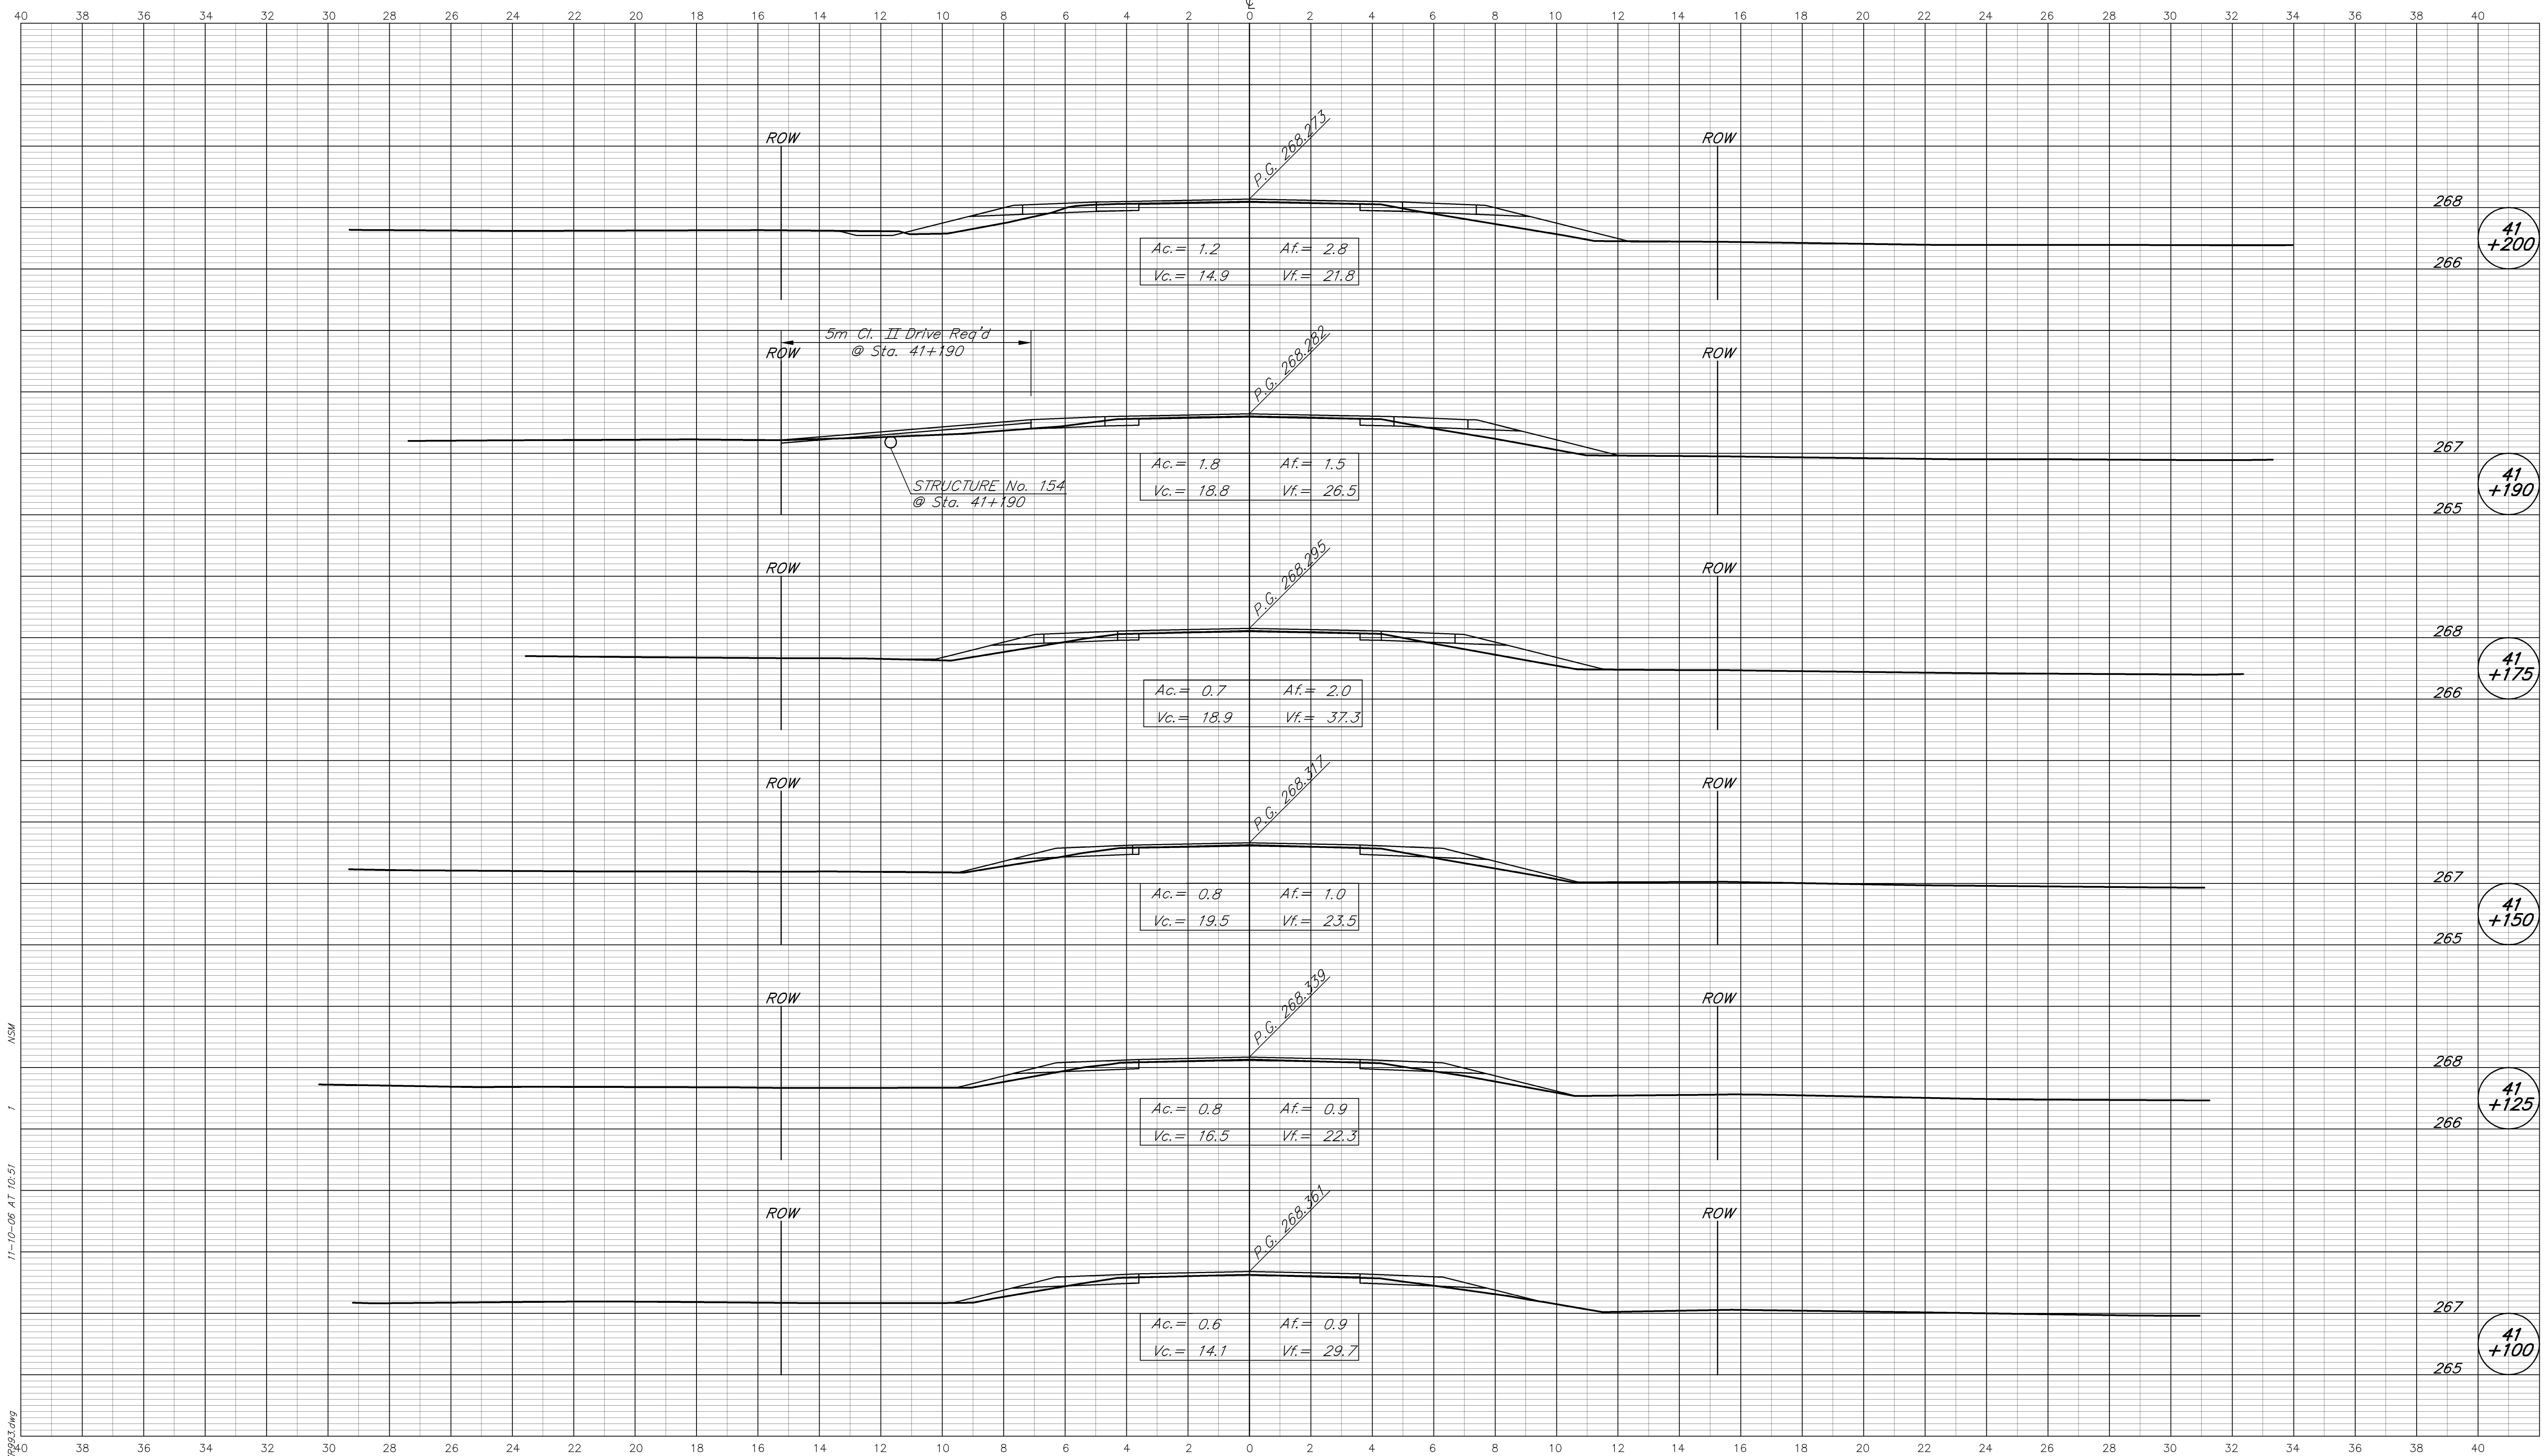 ℄
40 38 36 34 32 30 28 26 24 22 20 18 16 14 12 10 8 6 4 2 0 2 4 6 8 10 12 14 16 18 20 22 24 26 28 30 32 34 36 38 40
ROW
P.G. 268.273
ROW
268
41
+200
266
Ac.= 1.2 Af.= 2.8
Vc.= 14.9 Vf.= 21.8
5m Cl. II Drive Req'd
@ Sta. 41+190
ROW
P.G. 268.282
ROW
267
41
+190
265
Ac.= 1.8 Af.= 1.5
Vc.= 18.8 Vf.= 26.5
STRUCTURE No. 154
@ Sta. 41+190
ROW
P.G. 268.295
ROW
268
41
+175
266
Ac.= 0.7 Af.= 2.0
Vc.= 18.9 Vf.= 37.3
ROW
P.G. 268.317
ROW
267
41
+150
265
Ac.= 0.8 Af.= 1.0
Vc.= 19.5 Vf.= 23.5
ROW
P.G. 268.339
ROW
268
41
+125
266
Ac.= 0.8 Af.= 0.9
Vc.= 16.5 Vf.= 22.3
ROW
P.G. 268.361
ROW
267
41
+100
265
Ac.= 0.6 Af.= 0.9
Vc.= 14.1 Vf.= 29.7
40 38 36 34 32 30 28 26 24 22 20 18 16 14 12 10 8 6 4 2 0 2 4 6 8 10 12 14 16 18 20 22 24 26 28 30 32 34 36 38 40
11-10-06 AT 10:51 1 NSM